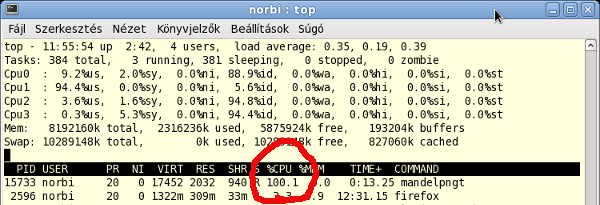 norbi : top
Fájl Szerkesztés Nézet Könyvjelzők Beállítások Súgó
top - 11:55:54 up 2:42, 4 users, load average: 0.35, 0.19, 0.39
Tasks: 384 total, 3 running, 381 sleeping, 0 stopped, 0 zombie
Cpu0 : 9.2%us, 2.0%sy, 0.0%ni, 88.9%id, 0.0%wa, 0.0%hi, 0.0%si, 0.0%st
Cpu1 : 94.4%us, 0.0%sy, 0.0%ni, 5.6%id, 0.0%wa, 0.0%hi, 0.0%si, 0.0%st
Cpu2 : 3.6%us, 1.6%sy, 0.0%ni, 94.8%id, 0.0%wa, 0.0%hi, 0.0%si, 0.0%st
Cpu3 : 0.3%us, 5.3%sy, 0.0%ni, 94.4%id, 0.0%wa, 0.0%hi, 0.0%si, 0.0%st
Mem: 8192160k total, 2316236k used, 5875924k free, 193204k buffers
Swap: 10289148k total, 0k used, 10289148k free, 827060k cached
PID USER PR NI VIRT RES SHR S %CPU %MEM TIME+ COMMAND
15733 norbi 20 0 17452 2032 940 R 100.1 0.0 0:13.25 mandelpngt
2596 norbi 20 0 1322m 309m 33m 12:31.15 firefox